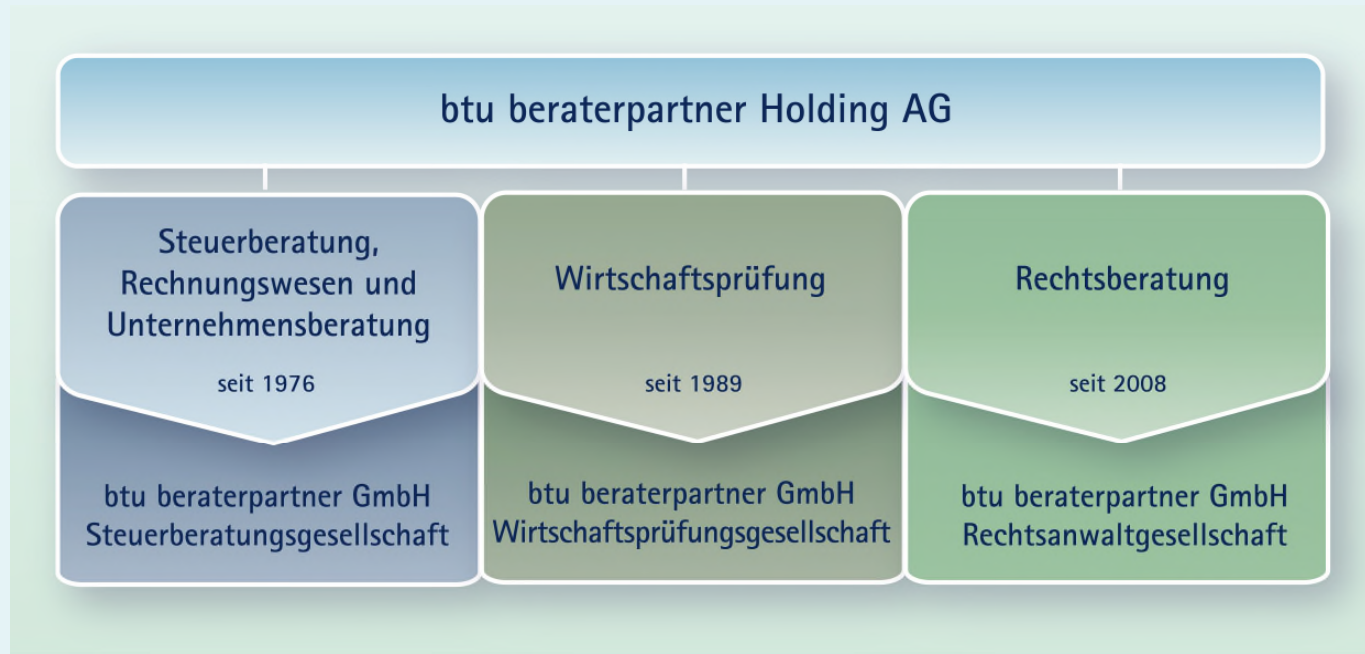 btu beraterpartner Holding AG
Steuerberatung,
Rechnungswesen und
Unternehmensberatung
seit 1976
btu beraterpartner GmbH
Steuerberatungsgesellschaft
Wirtschaftsprüfung
seit 1989
btu beraterpartner GmbH
Wirtschaftsprüfungsgesellschaft
Rechtsberatung
seit 2008
btu beraterpartner GmbH
Rechtsanwaltgesellschaft